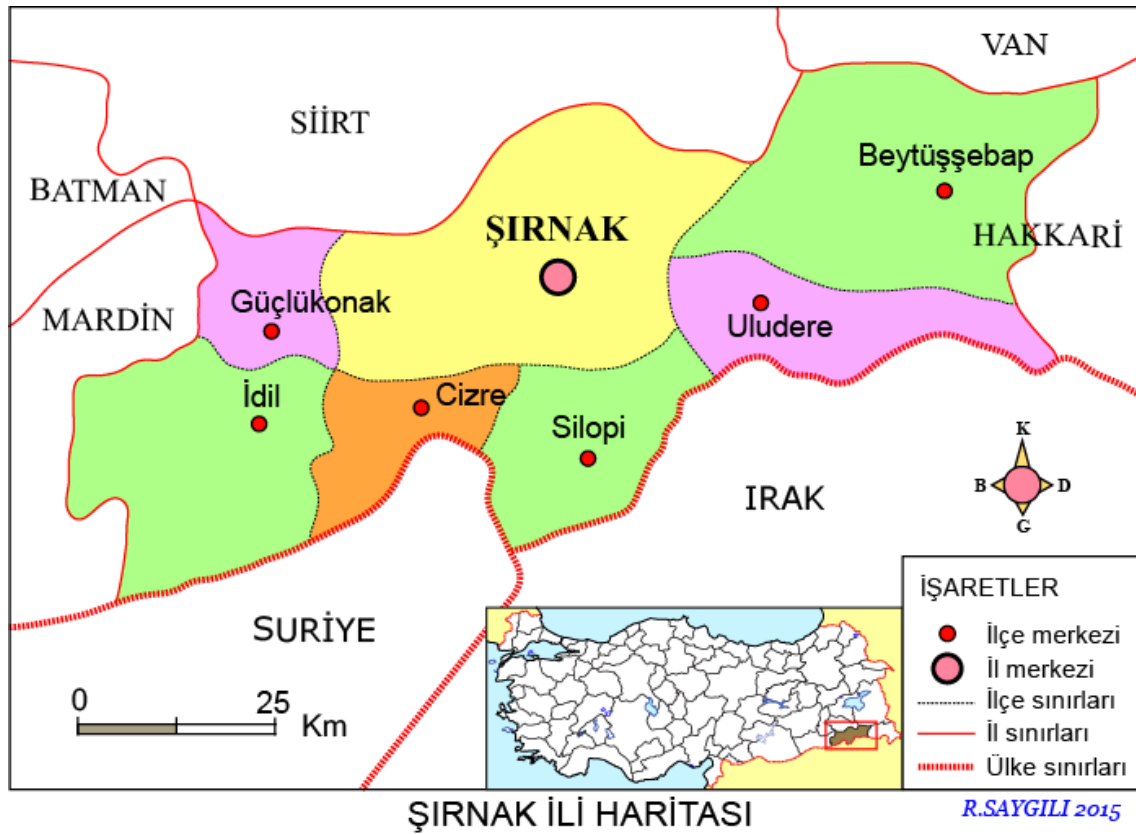 VAN
SİİRT
Beytüşşebap
BATMAN
ŞIRNAK
HAKKARİ
Güçlükonak
MARDİN
Uludere
İdil
Cizre
Silopi
K
B
D
G
IRAK
SURİYE
İŞARETLER
İlçe merkezi
İl merkezi
İlçe sınırları
İl sınırları
Ülke sınırları
0
25
Km
ŞIRNAK İLİ HARİTASI
R.SAYGILI 2015